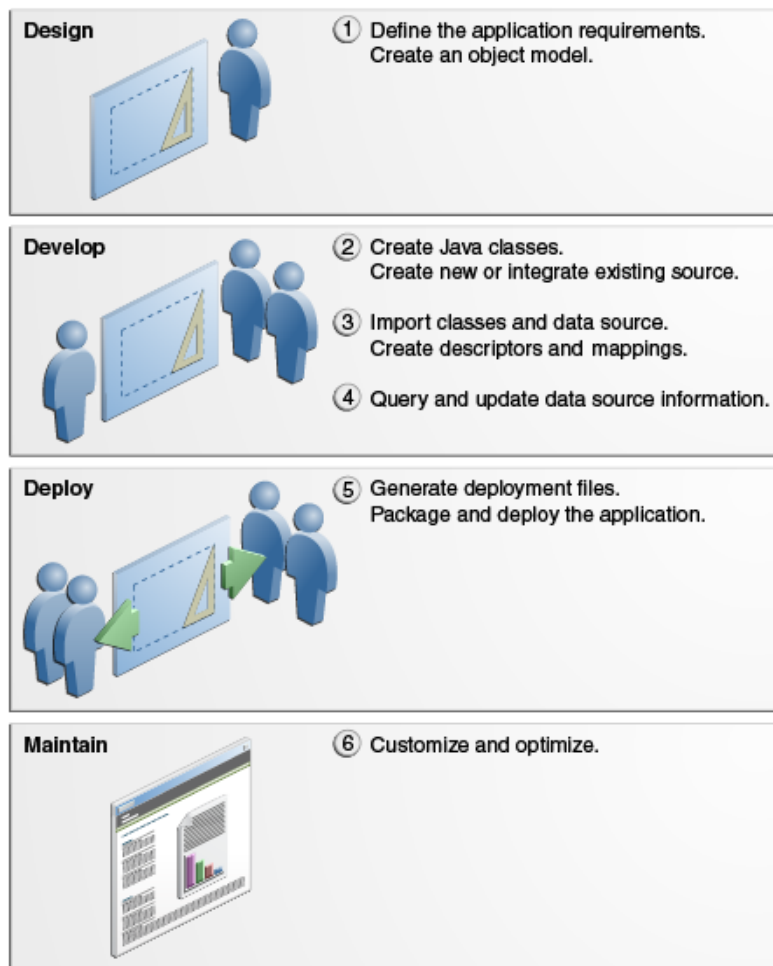 Design
1 Define the application requirements.
Create an object model.
Develop
2 Create Java classes.
Create new or integrate existing source.
3 Import classes and data source.
Create descriptors and mappings.
4 Query and update data source information.
Deploy
5 Generate deployment files.
Package and deploy the application.
Maintain
6 Customize and optimize.